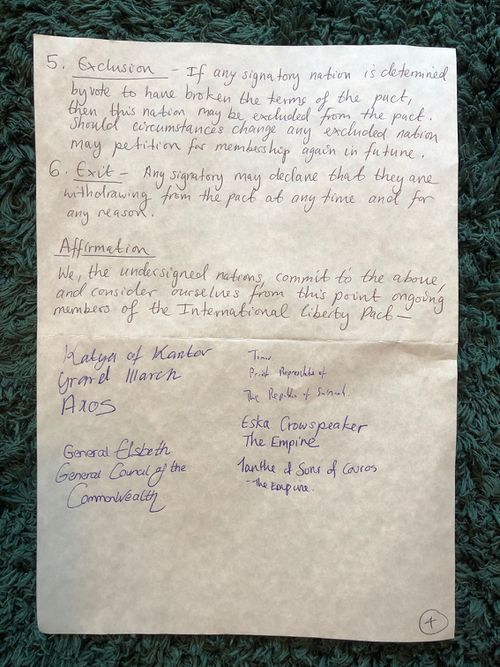 5. Exclusion - If any signatory nation is determined
by vote to have broken the terms of the pact,
then this nation may be excluded from the pact.
Should circumstances change any excluded nation
may petition for membership again in future.
6. Exit - Any signatory may declare that they are
withdrawing from the pact at any time and for
any reason.
Affirmation
We, the undersigned nations, commit to the above,
and consider ourselves from this point ongoing
members of the International Liberty Pact -
Katya of Kantor
Grand March
Axos
General Elsbeth
General Council of the
Commonwealth
The Republic of
Eska Crowspeaker
The Empire
Ianthe of Sons of
The Empire.
4